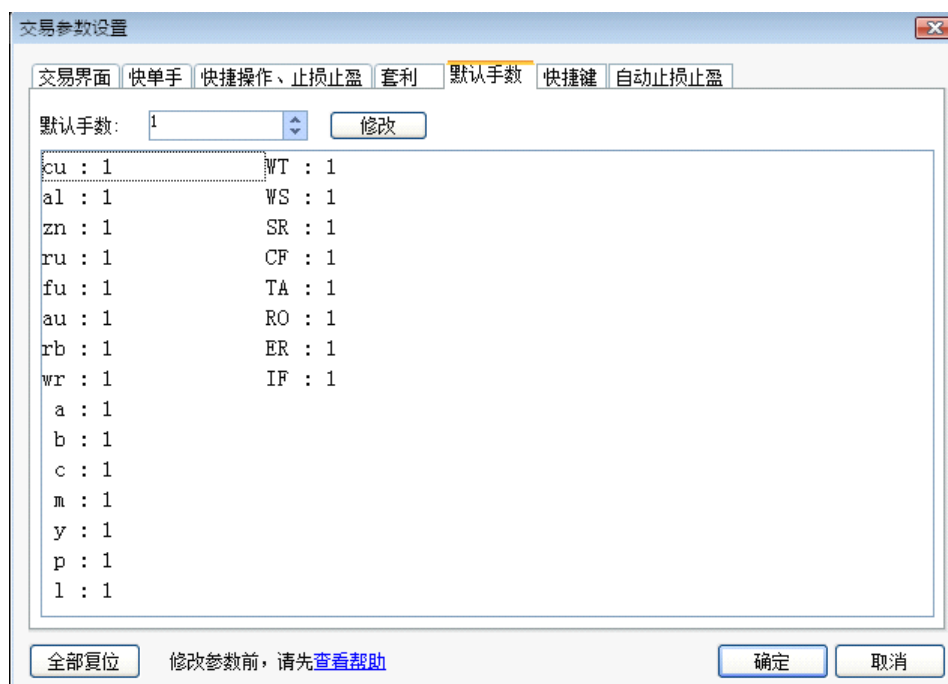 交易参数设置
交易界面 快单手 快捷操作、止损止盈 套利 默认手数 快捷键 自动止损止盈
默认手数: 1 修改
cu : 1 WT : 1
al : 1 WS : 1
zn : 1 SR : 1
ru : 1 CF : 1
fu : 1 TA : 1
au : 1 RO : 1
rb : 1 ER : 1
wr : 1 IF : 1
a : 1
b : 1
c : 1
m : 1
y : 1
p : 1
l : 1
全部复位 修改参数前，请先查看帮助 确定 取消